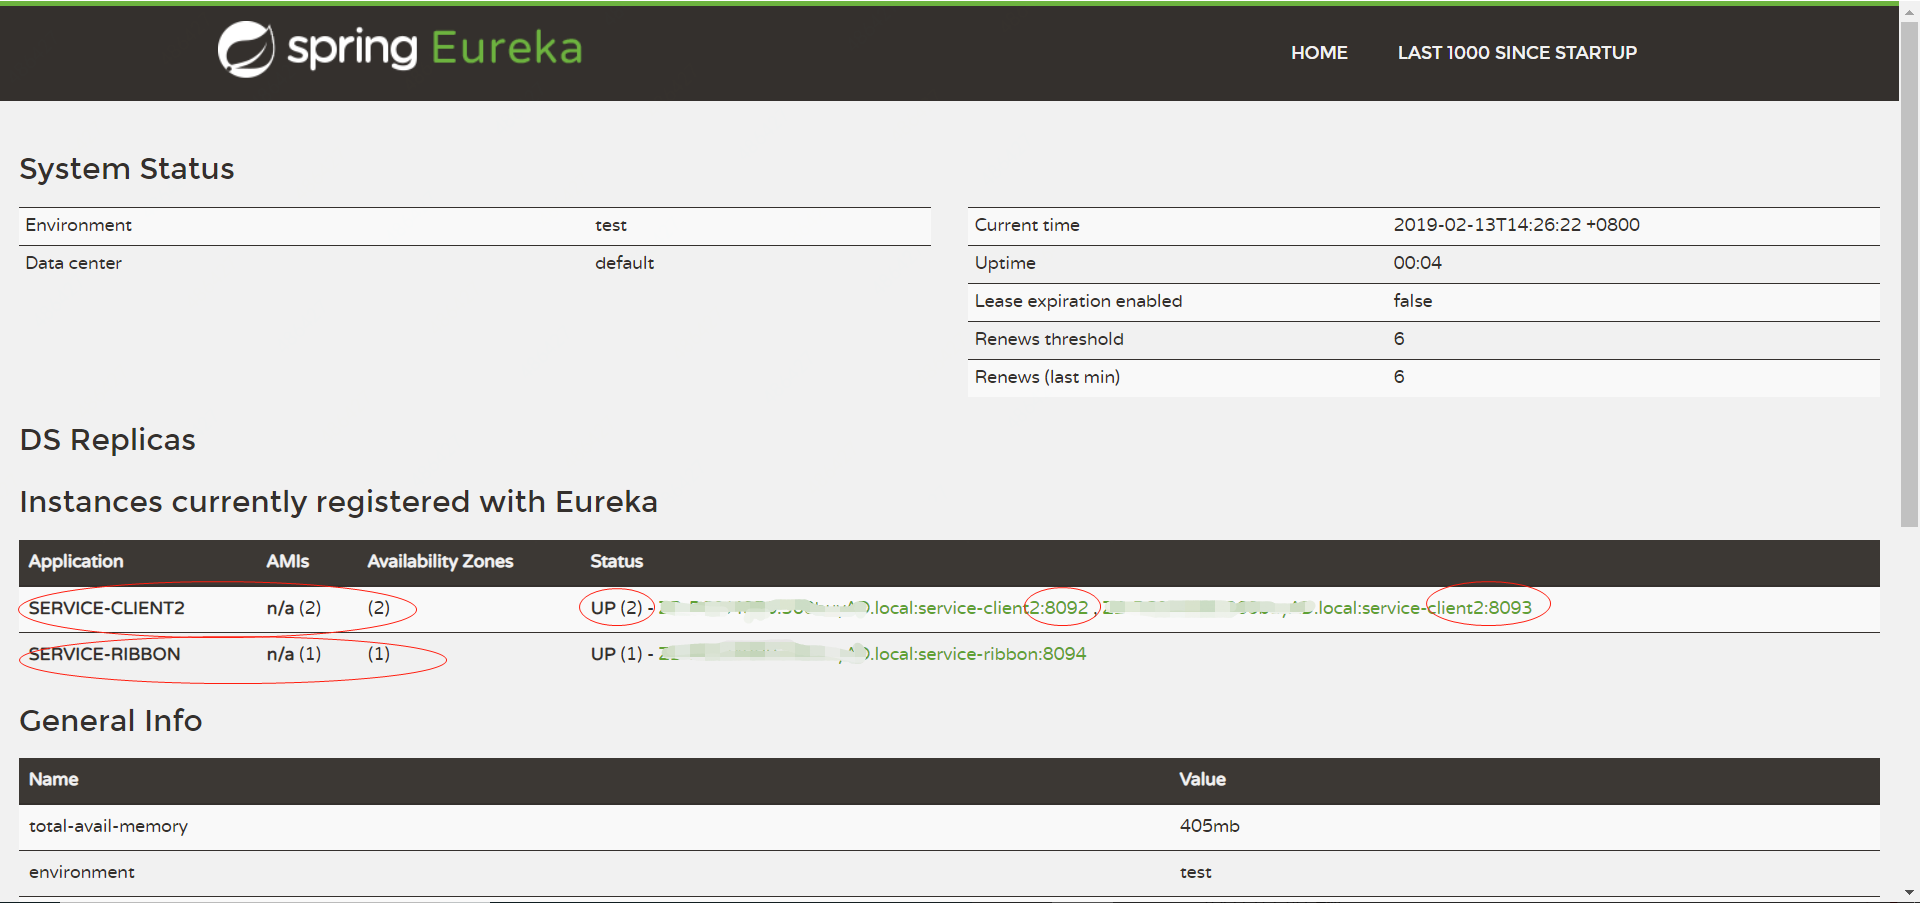 spring Eureka
HOME LAST 1000 SINCE STARTUP
System Status
Environment test
Data center default
Current time 2019-02-13T14:26:22 +0800
Uptime 00:04
Lease expiration enabled false
Renews threshold 6
Renews (last min) 6
DS Replicas
Instances currently registered with Eureka
Application AMIs Availability Zones Status
SERVICE-CLIENT2 n/a (2) (2) UP (2) - .local:service-client2:8092 , .local:service-client2:8093
SERVICE-RIBBON n/a (1) (1) UP (1) - .local:service-ribbon:8094
General Info
Name Value
total-avail-memory 405mb
environment test